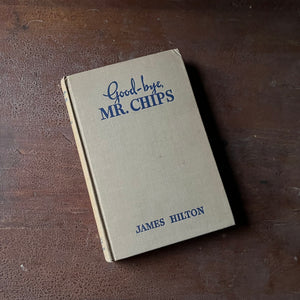 Good-bye,
MR. CHIPS
JAMES HILTON